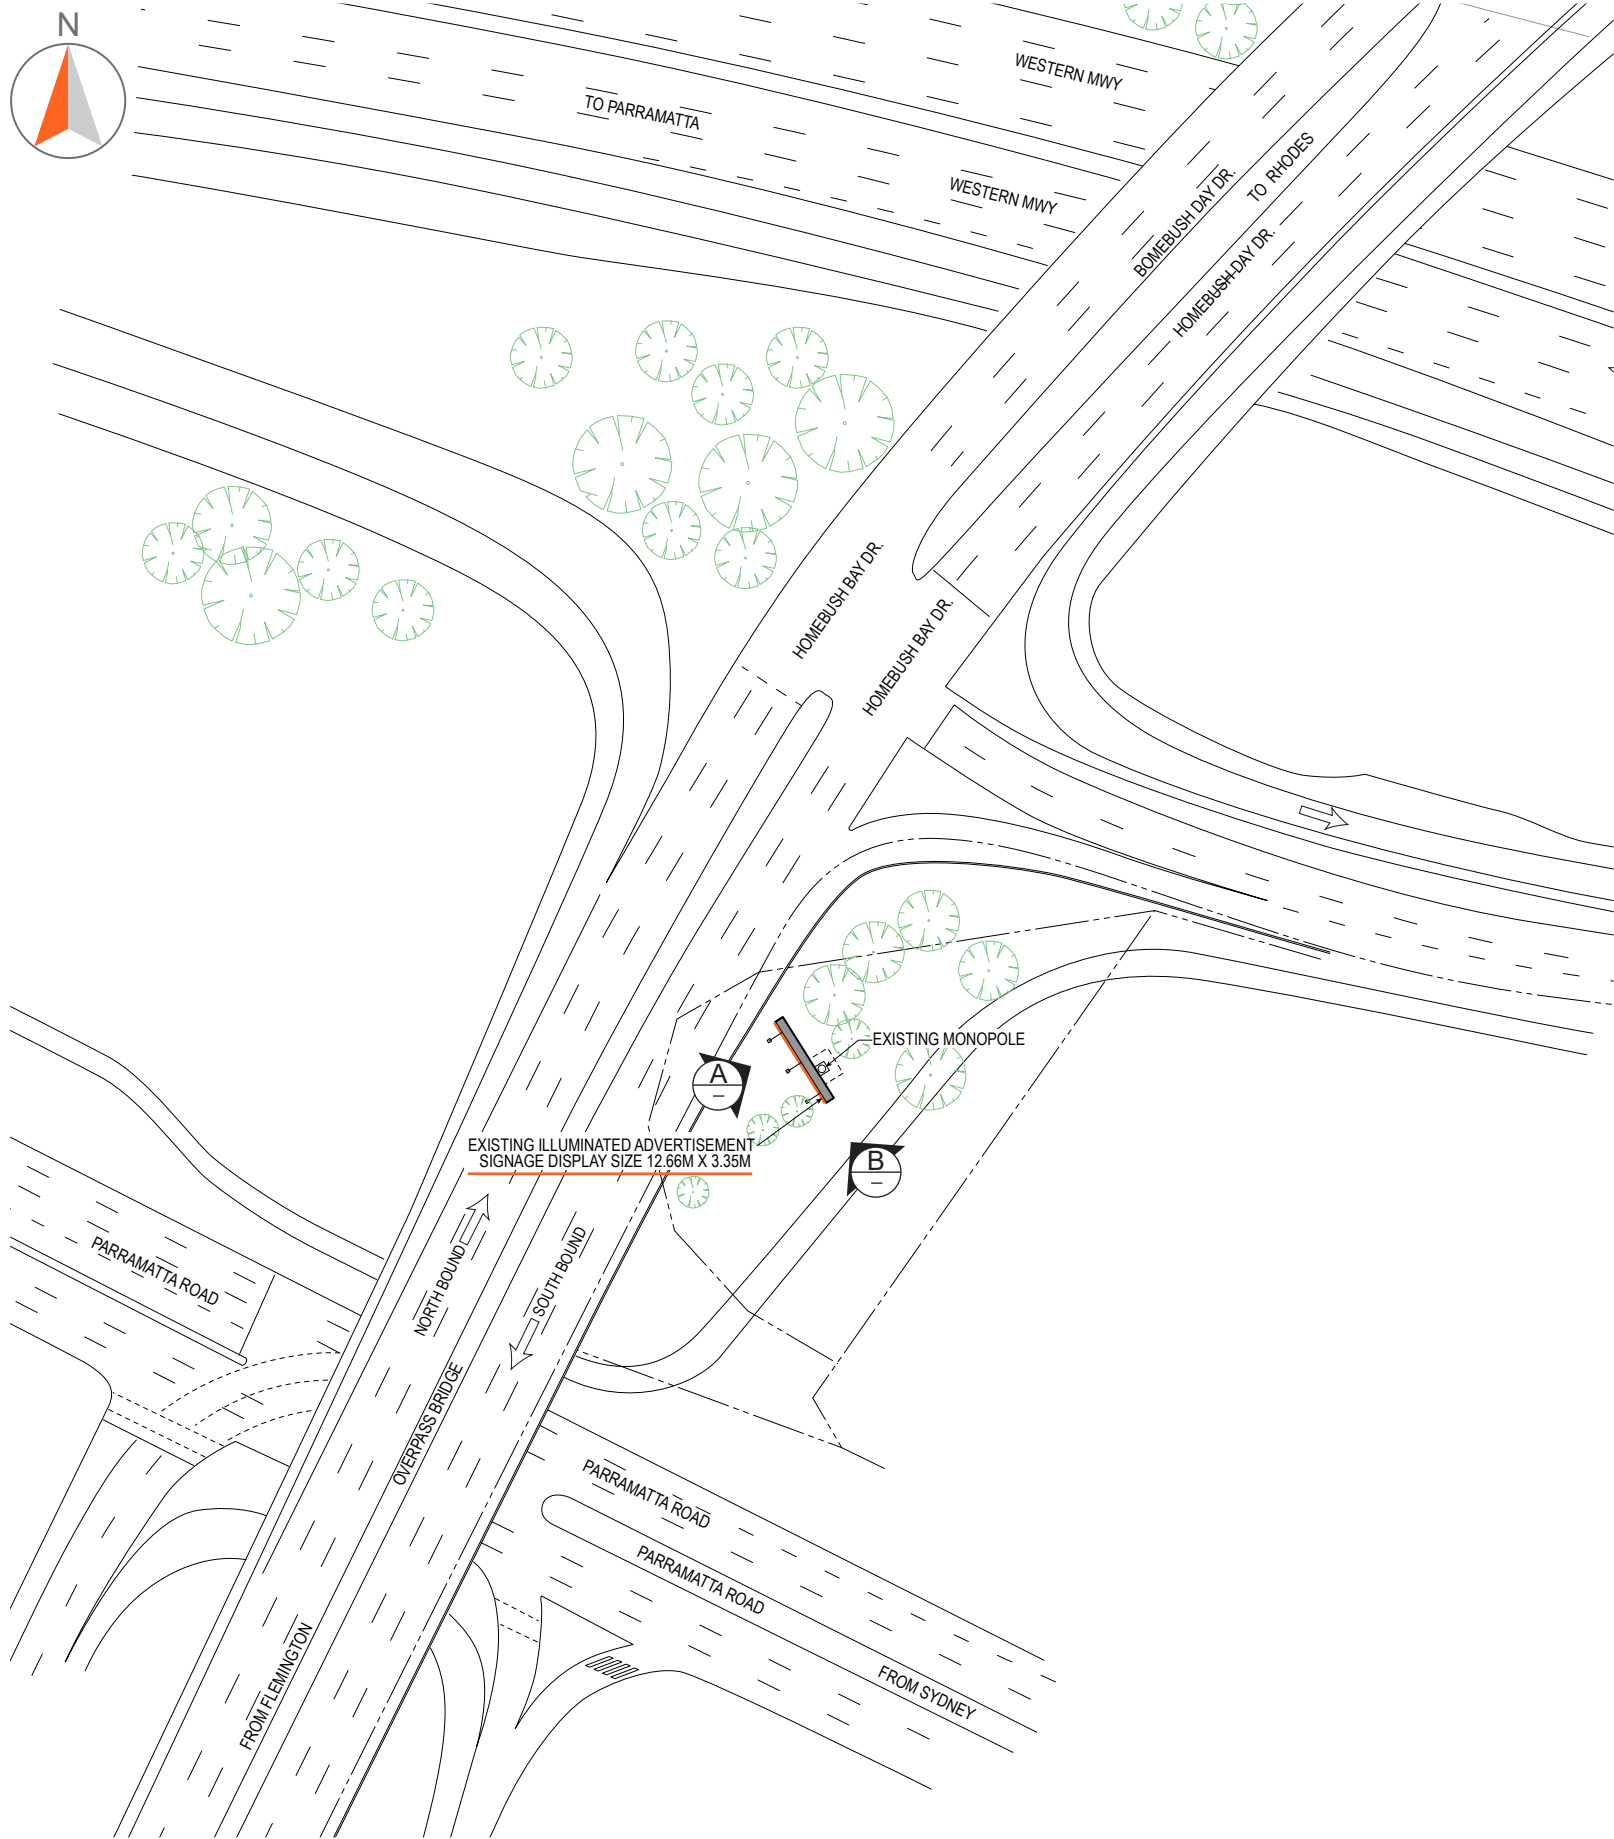 N
WESTERN MWY
TO PARRAMATTA
WESTERN MWY
BOMEBUSH DAY DR.
TO RHODES
HOMEBUSH DAY DR.
HOMEBUSH BAY DR.
HOMEBUSH BAY DR.
EXISTING MONOPOLE
A
–
EXISTING ILLUMINATED ADVERTISEMENT
SIGNAGE DISPLAY SIZE 12.66M X 3.35M
B
–
PARRAMATTA ROAD
NORTH BOUND
SOUTH BOUND
OVERPASS BRIDGE
PARRAMATTA ROAD
PARRAMATTA ROAD
FROM FLEMINGTON
FROM SYDNEY